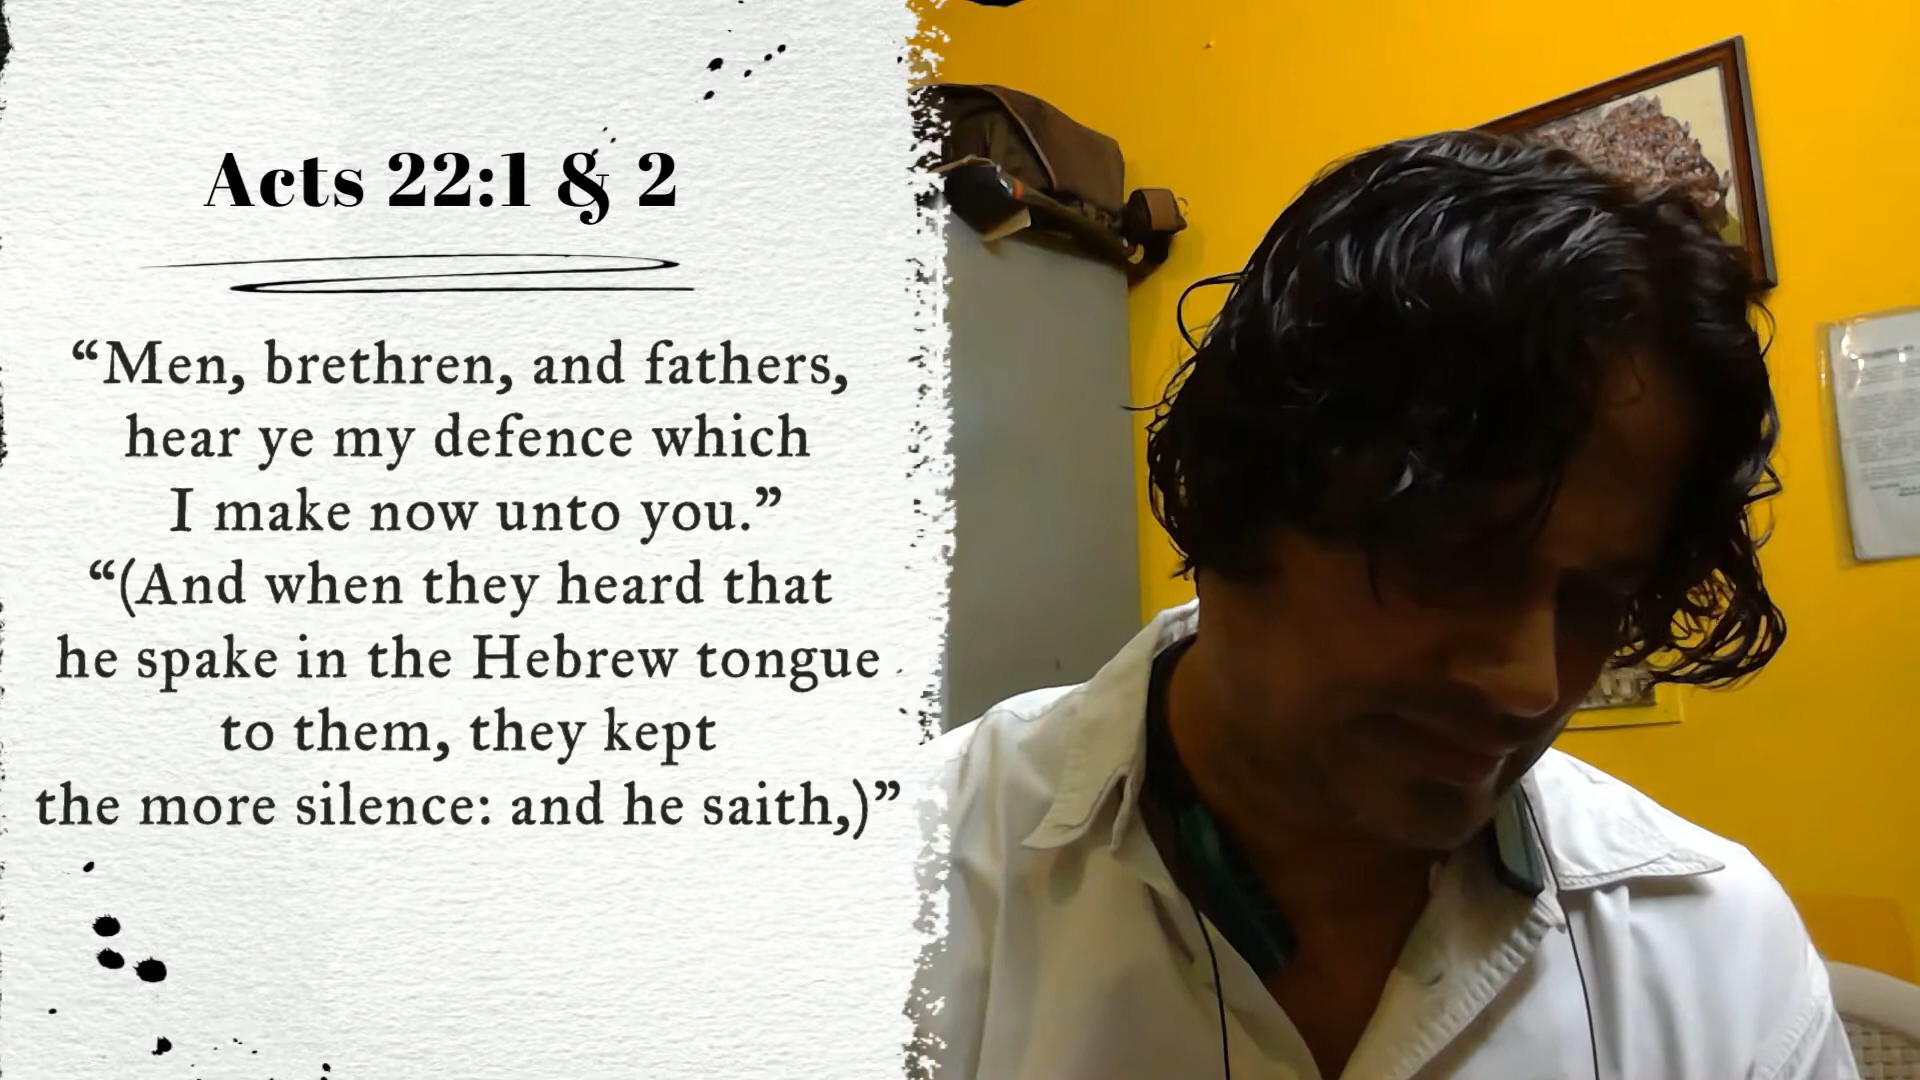 Acts 22:1 & 2
“Men, brethren, and fathers,
hear ye my defence which
I make now unto you.”
“(And when they heard that
he spake in the Hebrew tongue
to them, they kept
the more silence: and he saith,)”